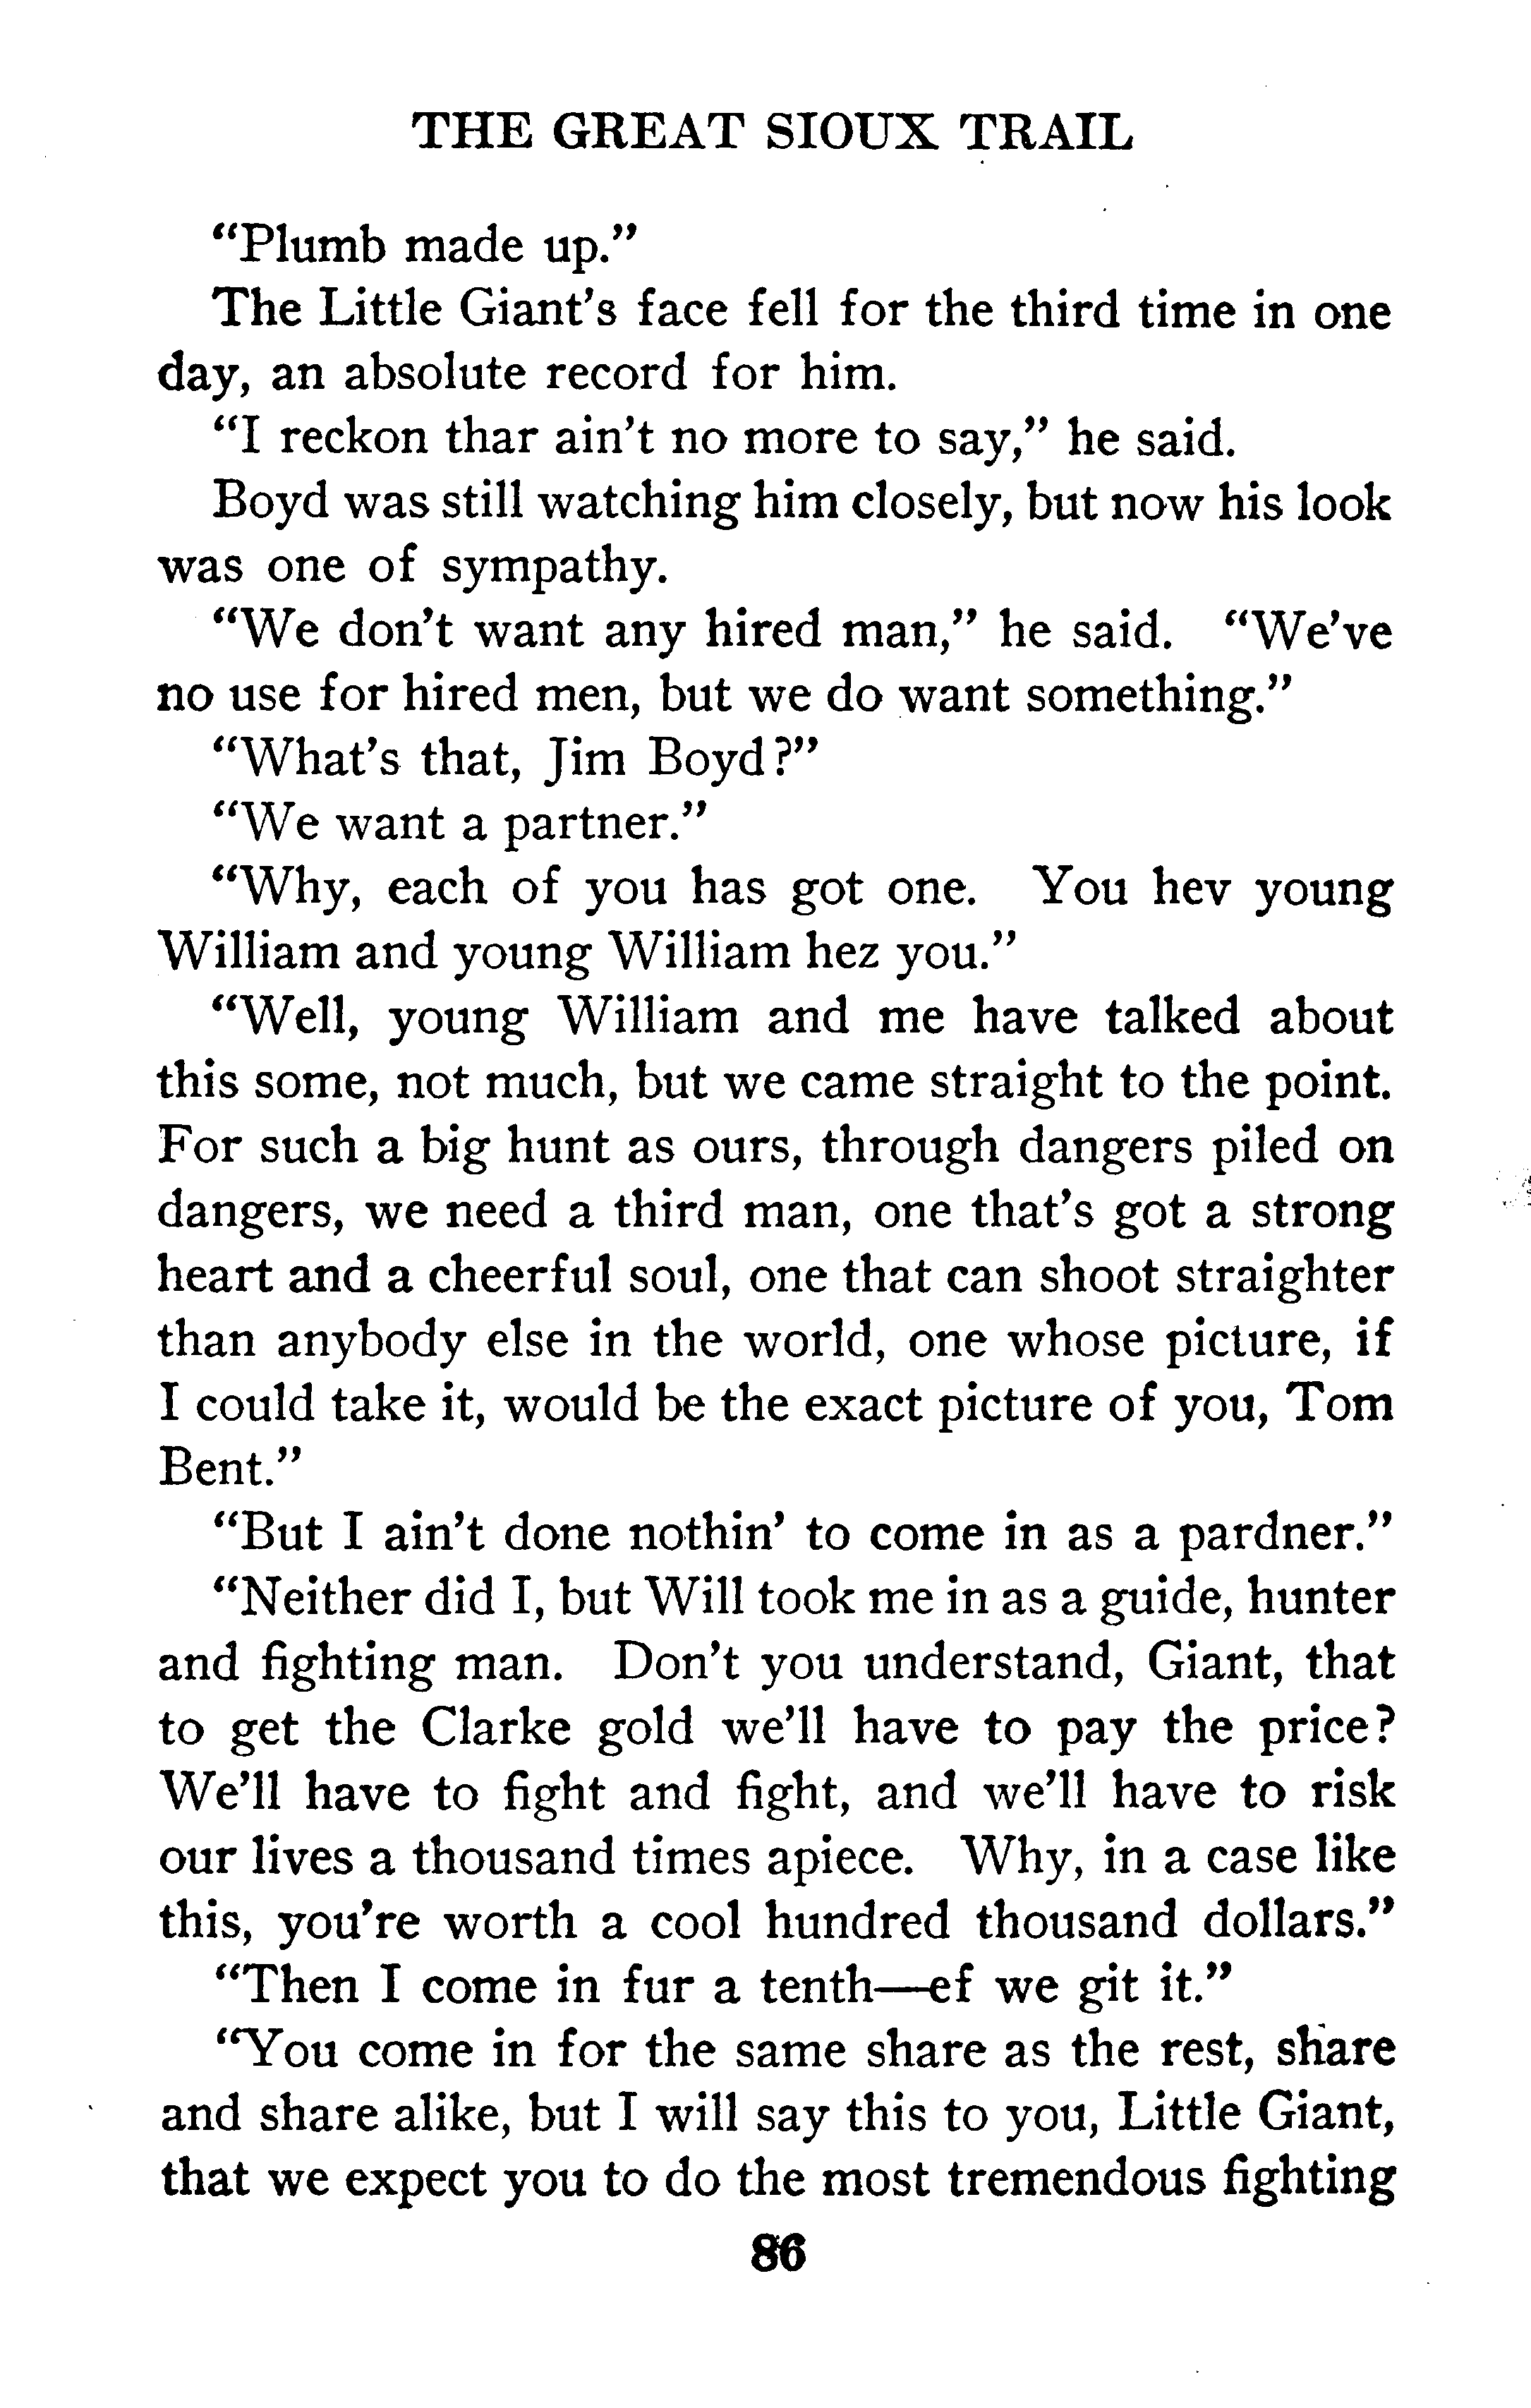 THE GREAT SIOUX TRAIL
“Plumb made up.”
The Little Giant’s face fell for the third time in one
day, an absolute record for him.
“I reckon thar ain’t no more to say,” he said.
Boyd was still watching him closely, but now his look
was one of sympathy.
“We don’t want any hired man,” he said. “We’ve
no use for hired men, but we do want something.”
“What’s that, Jim Boyd?”
“We want a partner.”
“Why, each of you has got one. You hev young
William and young William hez you.”
“Well, young William and me have talked about
this some, not much, but we came straight to the point.
For such a big hunt as ours, through dangers piled on
dangers, we need a third man, one that’s got a strong
heart and a cheerful soul, one that can shoot straighter
than anybody else in the world, one whose picture, if
I could take it, would be the exact picture of you, Tom
Bent.”
“But I ain’t done nothin’ to come in as a pardner.”
“Neither did I, but Will took me in as a guide, hunter
and fighting man. Don’t you understand, Giant, that
to get the Clarke gold we’ll have to pay the price?
We’ll have to fight and fight, and we’ll have to risk
our lives a thousand times apiece. Why, in a case like
this, you’re worth a cool hundred thousand dollars.”
“Then I come in fur a tenth—ef we git it.”
“You come in for the same share as the rest, share
and share alike, but I will say this to you, Little Giant,
that we expect you to do the most tremendous fighting
86